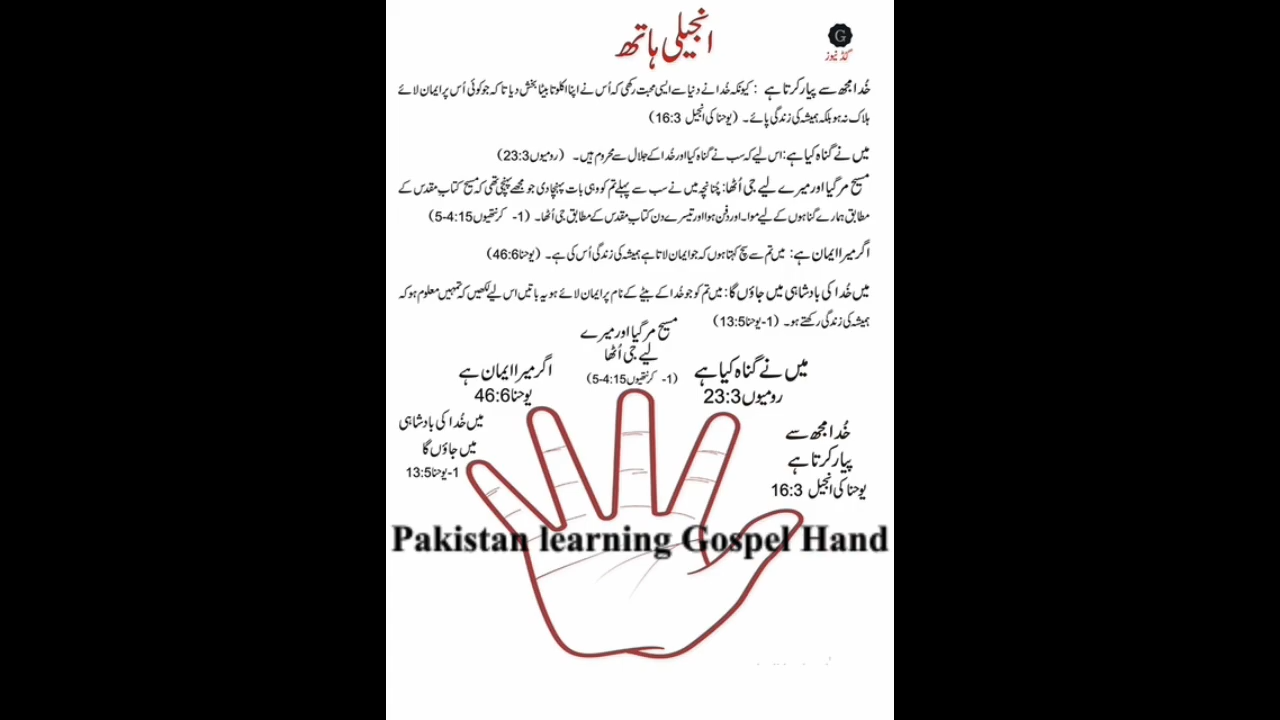 انجیلی ہاتھ
G
گڈ نیوز
خُدا مجھ سے پیار کرتا ہے : کیونکہ خُدا نے دنیا سے ایسی محبت رکھی کہ اُس نے اپنا اکلوتا بیٹا بخش دیا تا کہ جو کوئی اُس پر ایمان لائے
ہلاک نہ ہو بلکہ ہمیشہ کی زندگی پائے۔ (یوحنا کی انجیل 16:3)
میں نے گناہ کیا ہے: اس لیے کہ سب نے گناہ کیا اور خُدا کے جلال سے محروم ہیں۔ (رومیوں 23:3)
مسیح مر گیا اور میرے لیے جی اُٹھا: چُنانچہ میں نے سب سے پہلے تم کو وہی بات پہنچا دی جو مجھے پہنچی تھی کہ مسیح کتاب مقدس کے
مطابق ہمارے گناہوں کے لیے موا۔ اور دفن ہوا اور تیسرے دن کتاب مقدس کے مطابق جی اُٹھا۔ (1- کرنتھیوں 4:15-5)
اگر میرا ایمان ہے: میں تم سے سچ کہتا ہوں کہ جو ایمان لاتا ہے ہمیشہ کی زندگی اُس کی ہے۔ (یوحنا 46:6)
میں خُدا کی بادشاہی میں جاؤں گا: میں تم کو جو خُدا کے بیٹے کے نام پر ایمان لائے ہو یہ باتیں اس لیے لکھیں کہ تمہیں معلوم ہو کہ
ہمیشہ کی زندگی رکھتے ہو۔ (1-یوحنا 13:5)
مسیح مر گیا اور میرے
لیے جی اُٹھا
(1- کرنتھیوں 4:15-5)
میں نے گناہ کیا ہے
رومیوں 23:3
اگر میرا ایمان ہے
یوحنا 46:6
خُدا مجھ سے
پیار کرتا ہے
یوحنا کی انجیل 16:3
میں خُدا کی بادشاہی
میں جاؤں گا
1-یوحنا 13:5
Pakistan learning Gospel Hand